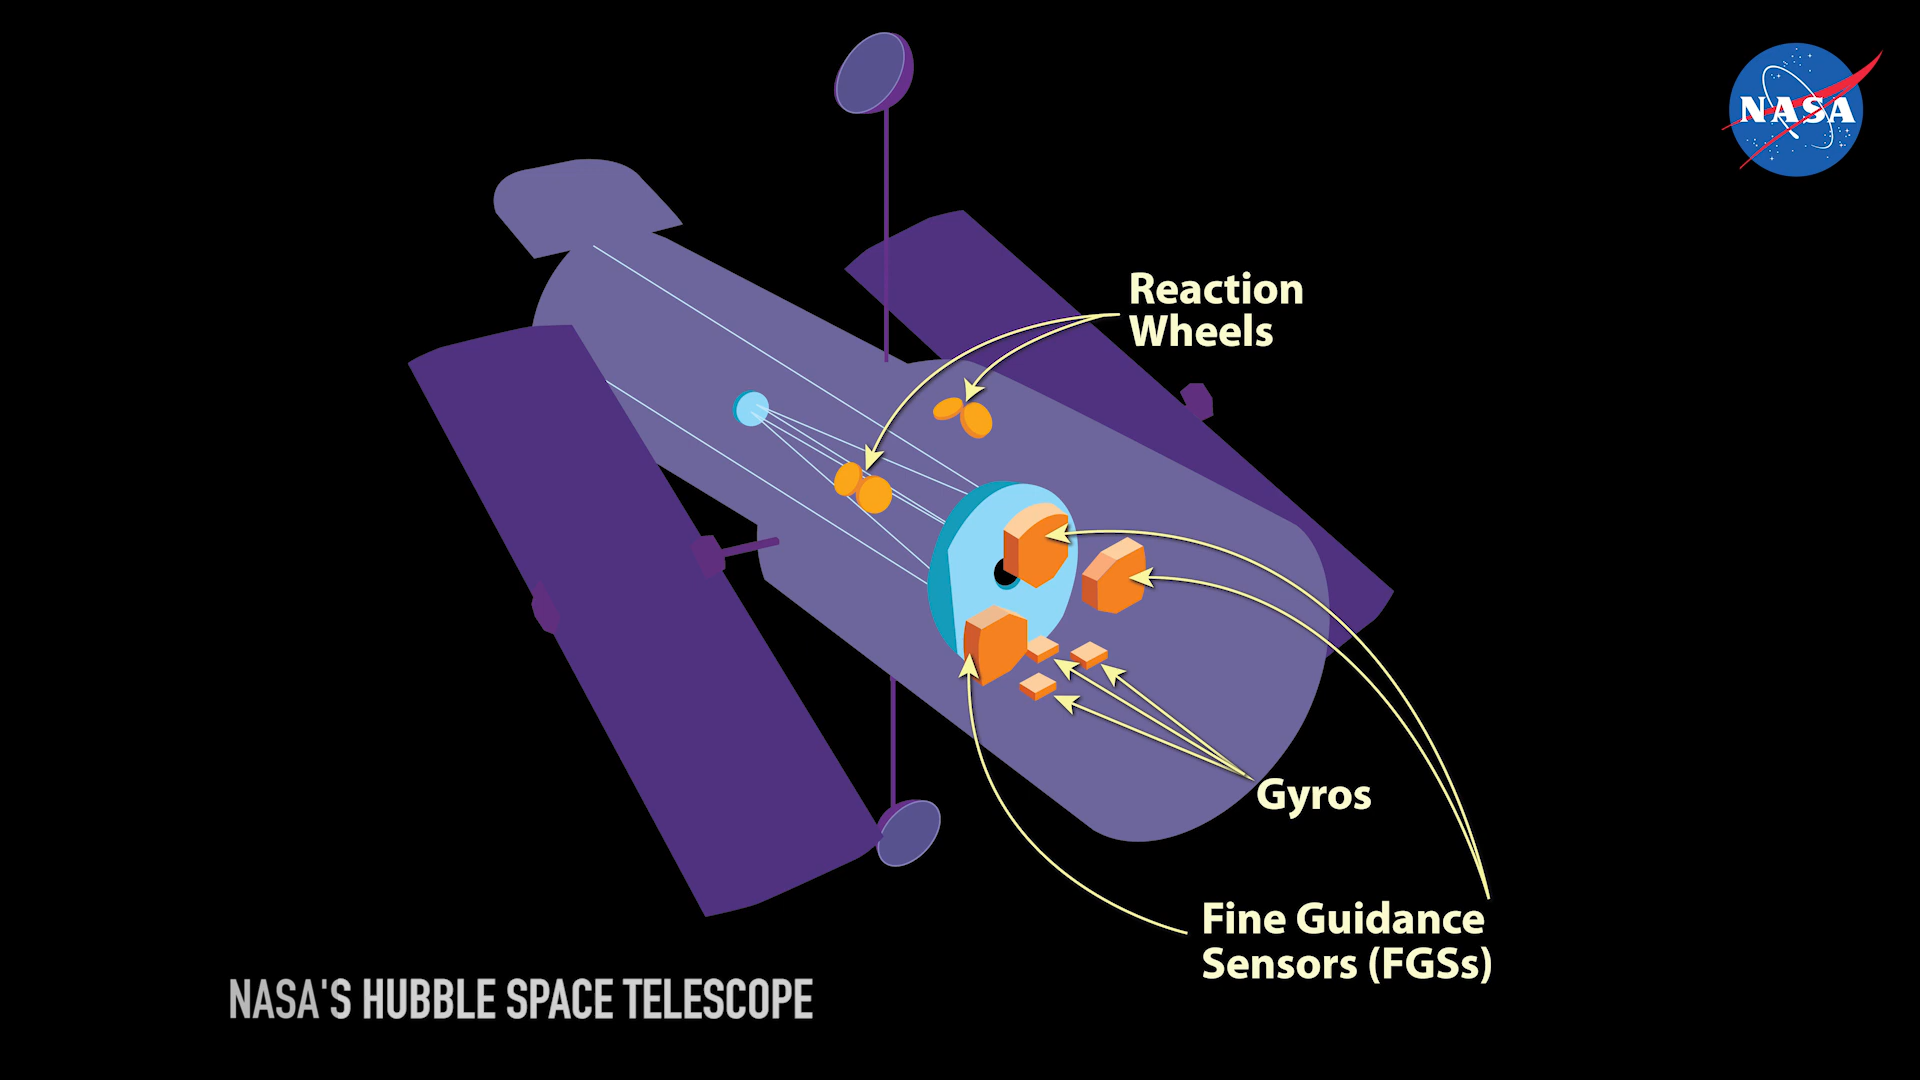 NASA
Reaction
Wheels
Gyros
Fine Guidance
Sensors (FGSs)
NASA'S HUBBLE SPACE TELESCOPE